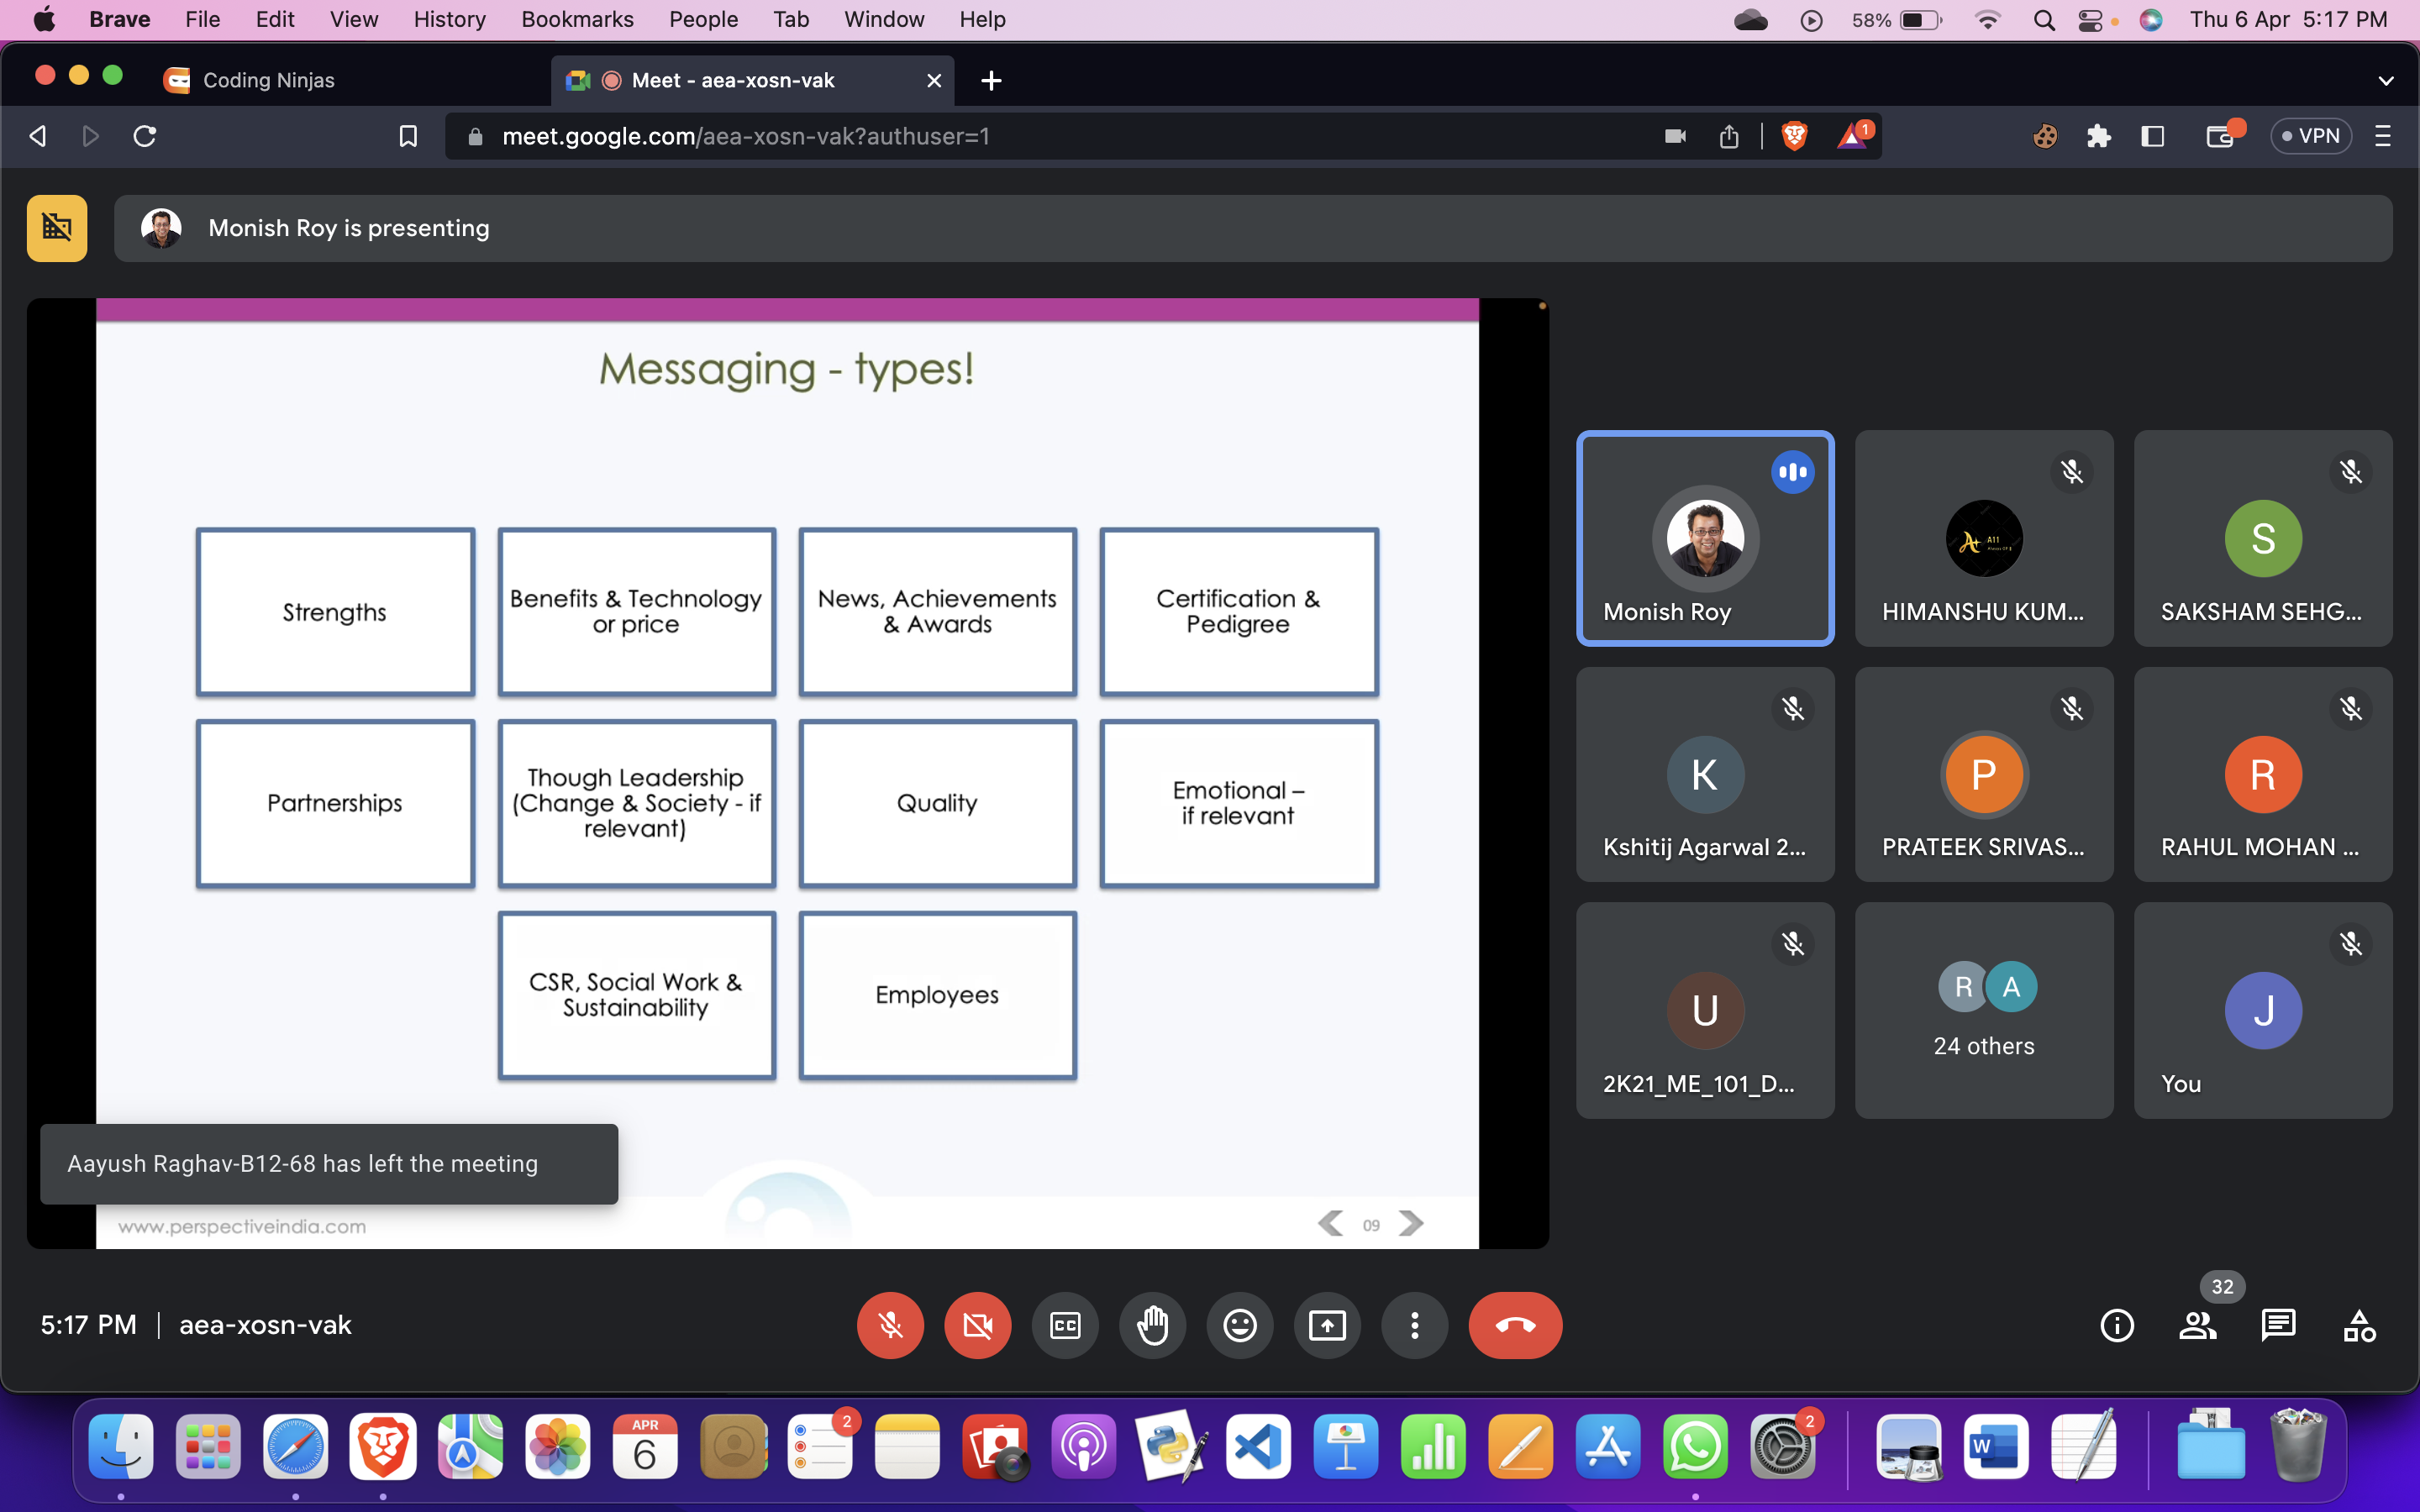 Brave File Edit View History Bookmarks People Tab Window Help 58% Thu 6 Apr 5:17 PM
Coding Ninjas Meet - aea-xosn-vak
meet.google.com/aea-xosn-vak?authuser=1 1 VPN
Monish Roy is presenting
Messaging - types!
Strengths
Benefits & Technology
or price
News, Achievements
& Awards
Certification &
Pedigree
Partnerships
Though Leadership
(Change & Society - if
relevant)
Quality
Emotional –
if relevant
CSR, Social Work &
Sustainability
Employees
Aayush Raghav-B12-68 has left the meeting
www.perspectiveindia.com
09
A11
Monish Roy
HIMANSHU KUM...
S
SAKSHAM SEHG...
K
Kshitij Agarwal 2...
P
PRATEEK SRIVAS...
R
RAHUL MOHAN ...
U
2K21_ME_101_D...
R A
24 others
J
You
5:17 PM | aea-xosn-vak
CC
32
APR
6
2
2
W